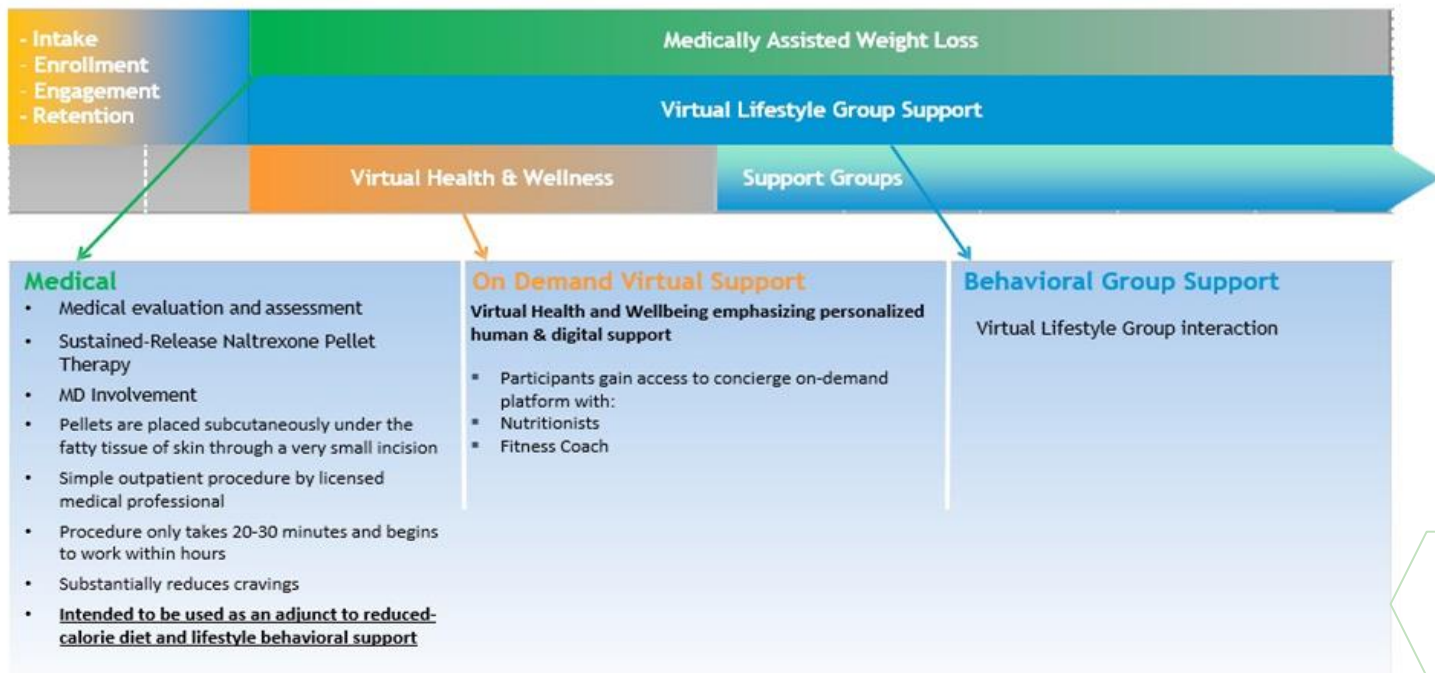 - Intake
- Enrollment
- Engagement
- Retention
Medically Assisted Weight Loss
Virtual Lifestyle Group Support
Virtual Health & Wellness
Support Groups
Medical
• Medical evaluation and assessment
• Sustained-Release Naltrexone Pellet
Therapy
• MD Involvement
• Pellets are placed subcutaneously under the
fatty tissue of skin through a very small incision
• Simple outpatient procedure by licensed
medical professional
• Procedure only takes 20-30 minutes and begins
to work within hours
• Substantially reduces cravings
• Intended to be used as an adjunct to reduced-
calorie diet and lifestyle behavioral support
On Demand Virtual Support
Virtual Health and Wellbeing emphasizing personalized
human & digital support
▪ Participants gain access to concierge on-demand
platform with:
▪ Nutritionists
▪ Fitness Coach
Behavioral Group Support
Virtual Lifestyle Group interaction